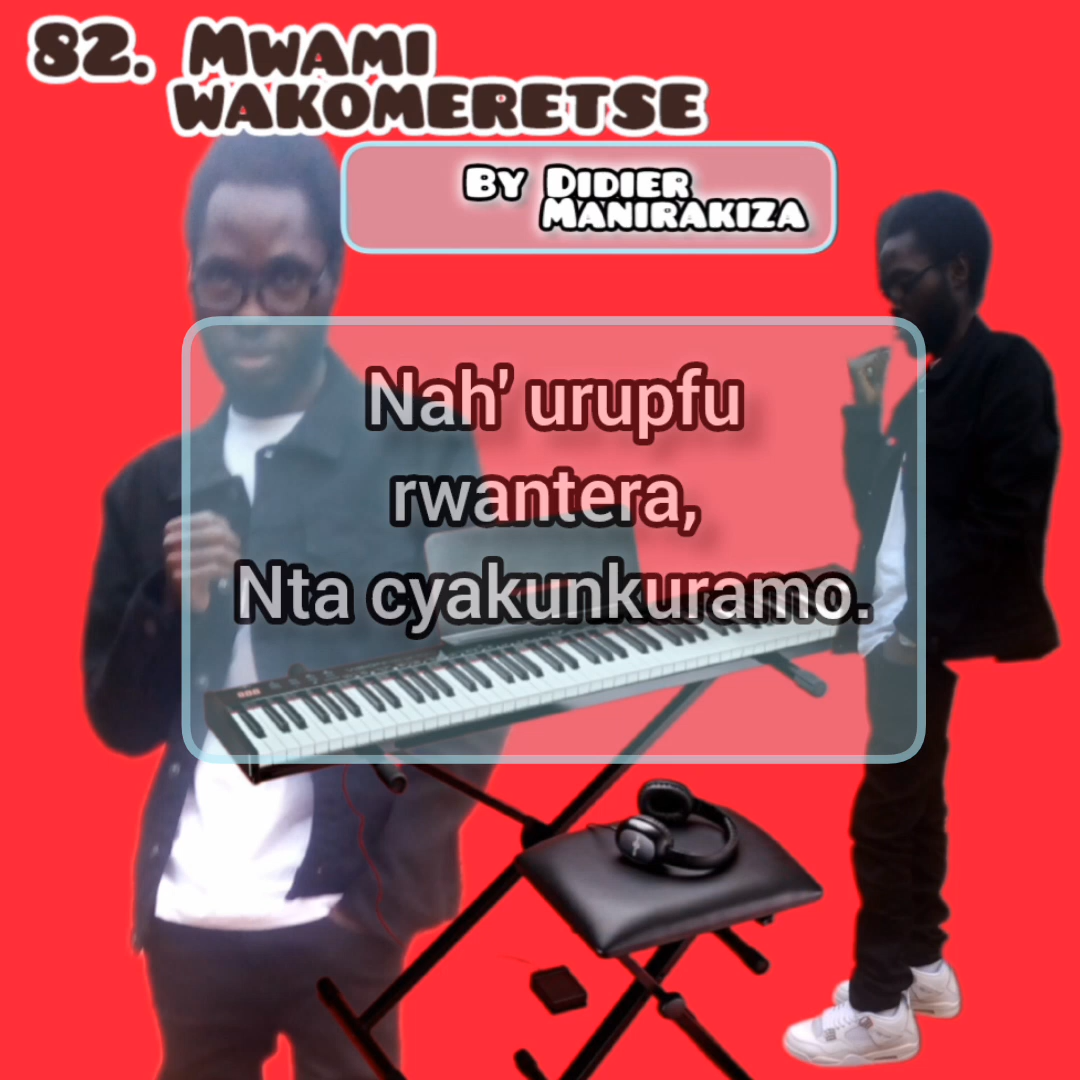 82. Mwami
wakomeretse
By Didier
Manirakiza
Nah' urupfu
rwantera,
Nta cyakunkuramo.